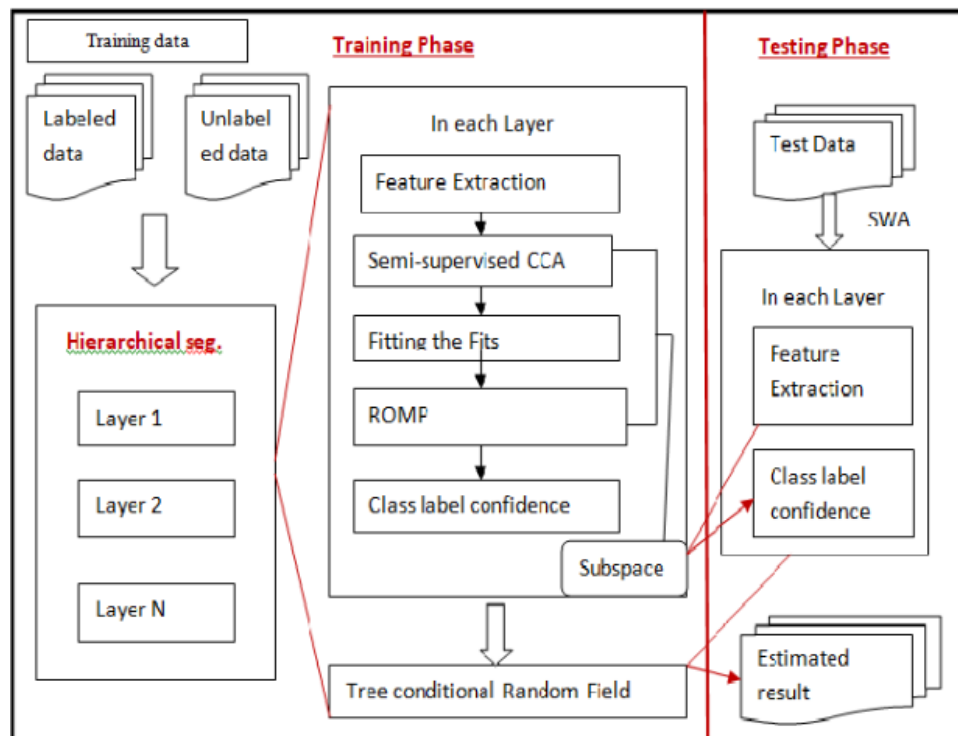 Training data
Training Phase
Testing Phase
Labeled
data
Unlabel
ed data
In each Layer
Feature Extraction
Semi-supervised CCA
Fitting the Fits
ROMP
Class label confidence
Subspace
Hierarchical seg.
Layer 1
Layer 2
Layer N
Tree conditional Random Field
Test Data
SWA
In each Layer
Feature
Extraction
Class label
confidence
Estimated
result